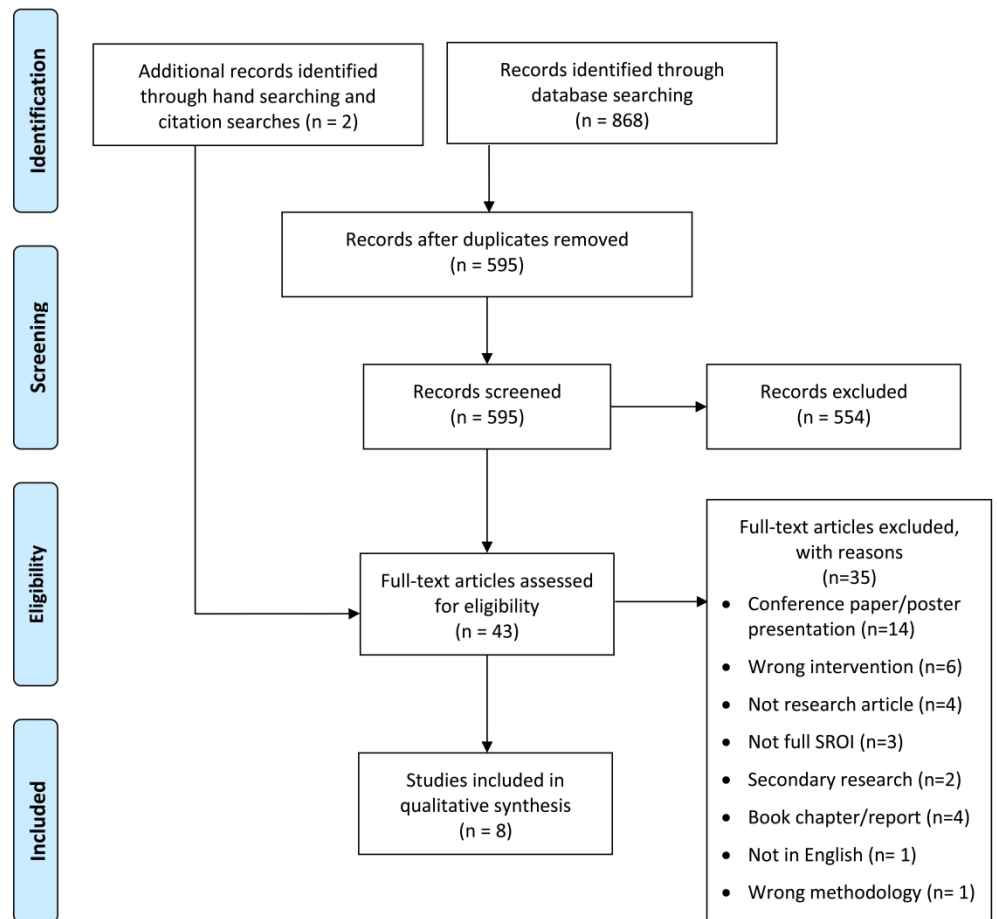 Identification
Additional records identified
through hand searching and
citation searches (n = 2)
Records identified through
database searching
(n = 868)
Records after duplicates removed
(n = 595)
Screening
Records screened
(n = 595)
Records excluded
(n = 554)
Eligibility
Full-text articles assessed
for eligibility
(n = 43)
Full-text articles excluded,
with reasons
(n=35)
• Conference paper/poster
presentation (n=14)
• Wrong intervention (n=6)
• Not research article (n=4)
• Not full SROI (n=3)
• Secondary research (n=2)
• Book chapter/report (n=4)
• Not in English (n= 1)
• Wrong methodology (n= 1)
Included
Studies included in
qualitative synthesis
(n = 8)